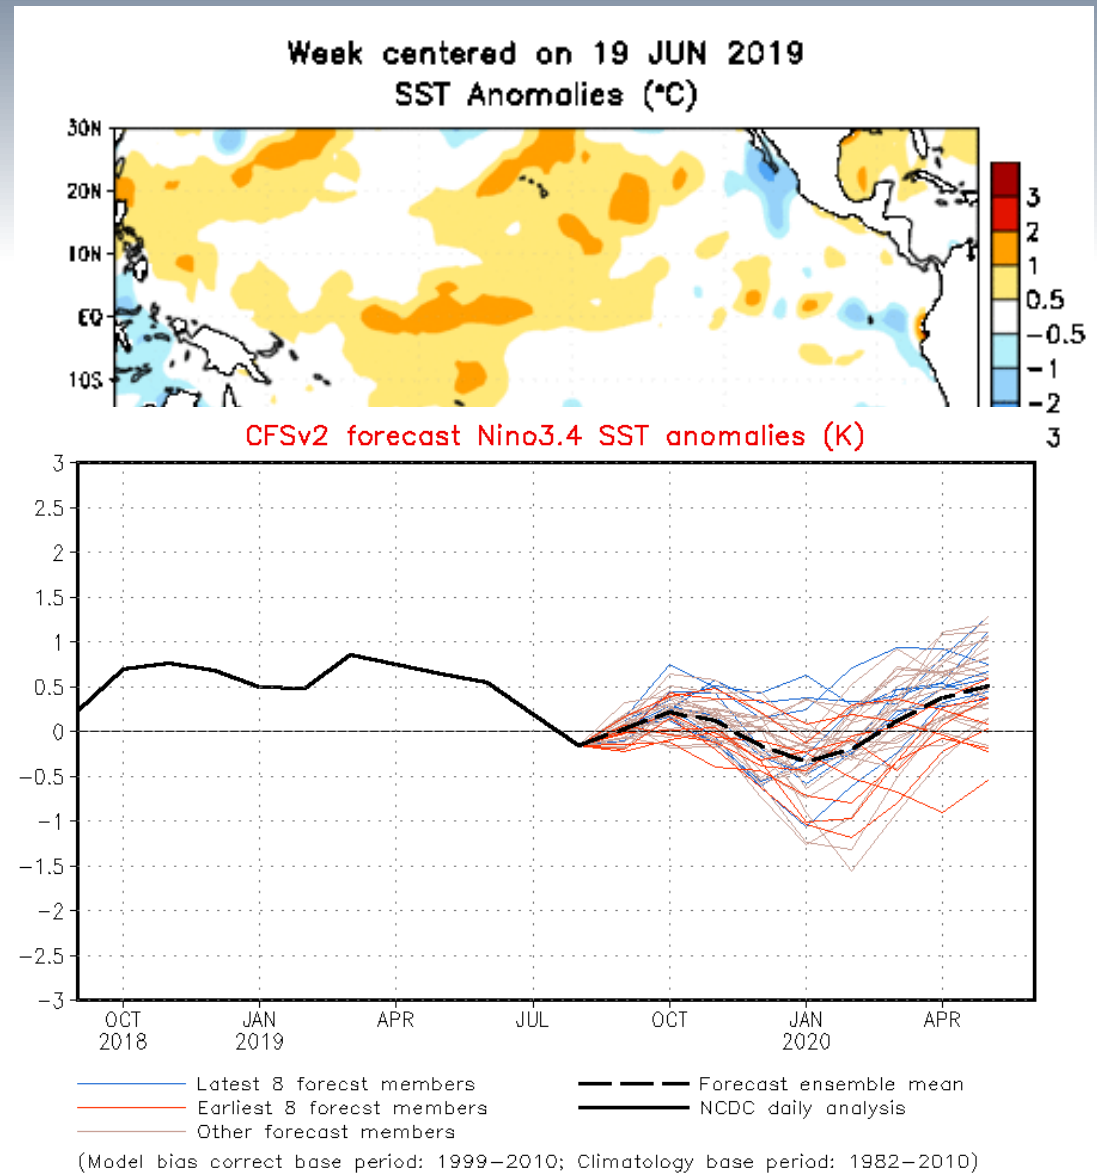 Week centered on 19 JUN 2019
SST Anomalies (°C)
30N
20N
10N
EQ
10S
3
2
1
0.5
−0.5
−1
−2
3
CFSv2 forecast Nino3.4 SST anomalies (K)
3
2.5
2
1.5
1
0.5
0
−0.5
−1
−1.5
−2
−2.5
−3
OCT JAN APR JUL OCT JAN APR
2018 2019 2020
Latest 8 forecst members
Earliest 8 forecst members
Other forecast members
Forecast ensemble mean
NCDC daily analysis
(Model bias correct base period: 1999−2010; Climatology base period: 1982−2010)